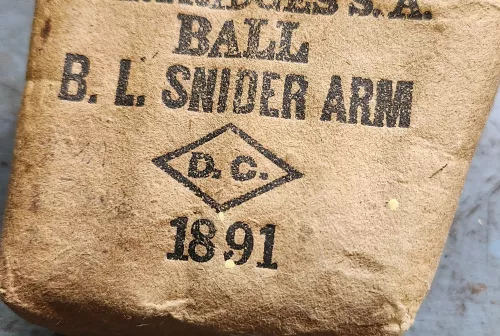 S. A.
BALL
B. L. SNIDER ARM
D. C.
1891